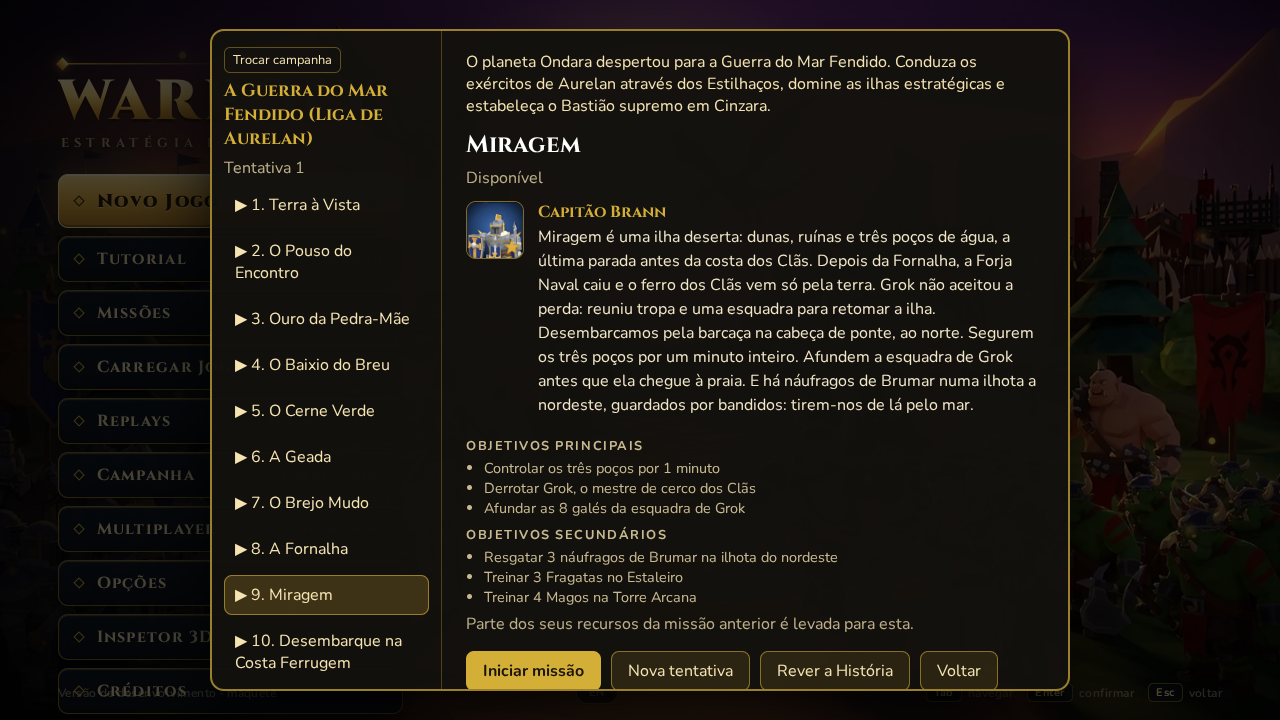 Trocar campanha
A Guerra do Mar
Fendido (Liga de
Aurelan)
Tentativa 1
▶ 1. Terra à Vista
▶ 2. O Pouso do
Encontro
▶ 3. Ouro da Pedra-Mãe
▶ 4. O Baixio do Breu
▶ 5. O Cerne Verde
▶ 6. A Geada
▶ 7. O Brejo Mudo
▶ 8. A Fornalha
▶ 9. Miragem
▶ 10. Desembarque na
Costa Ferrugem
O planeta Ondara despertou para a Guerra do Mar Fendido. Conduza os
exércitos de Aurelan através dos Estilhaços, domine as ilhas estratégicas e
estabeleça o Bastião supremo em Cinzara.
Miragem
Disponível
Capitão Brann
Miragem é uma ilha deserta: dunas, ruínas e três poços de água, a
última parada antes da costa dos Clãs. Depois da Fornalha, a Forja
Naval caiu e o ferro dos Clãs vem só pela terra. Grok não aceitou a
perda: reuniu tropa e uma esquadra para retomar a ilha.
Desembarcamos pela barcaça na cabeça de ponte, ao norte. Segurem
os três poços por um minuto inteiro. Afundem a esquadra de Grok
antes que ela chegue à praia. E há náufragos de Brumar numa ilhota a
nordeste, guardados por bandidos: tirem-nos de lá pelo mar.
OBJETIVOS PRINCIPAIS
Controlar os três poços por 1 minuto
Derrotar Grok, o mestre de cerco dos Clãs
Afundar as 8 galés da esquadra de Grok
OBJETIVOS SECUNDÁRIOS
Resgatar 3 náufragos de Brumar na ilhota do nordeste
Treinar 3 Fragatas no Estaleiro
Treinar 4 Magos na Torre Arcana
Parte dos seus recursos da missão anterior é levada para esta.
Iniciar missão
Nova tentativa
Rever a História
Voltar
WAR
ESTRATÉGIA
Novo Jogo
Tutorial
Missões
Carregar Jo
Replays
Campanha
Multiplayer
Opções
Inspetor 3D
Créditos
Tab navegar Enter confirmar Esc voltar